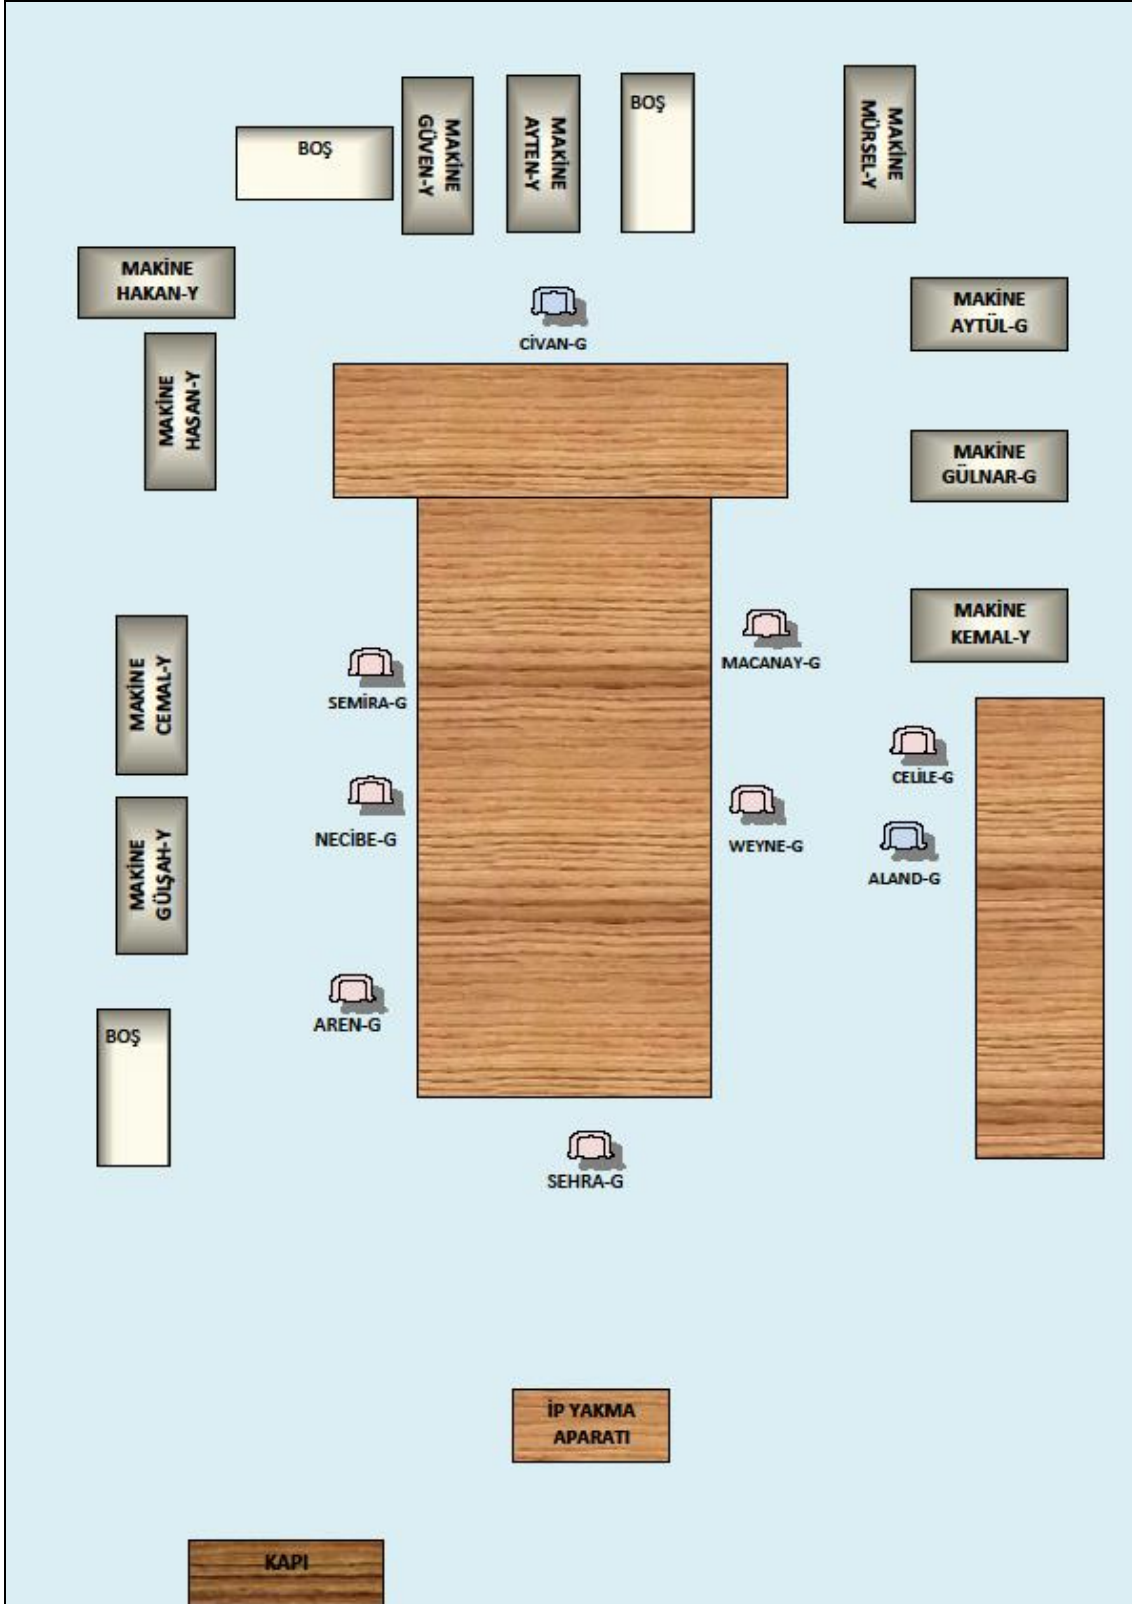 BOŞ
MAKİNE
GÜVEN-Y
MAKİNE
AYTEN-Y
BOŞ
MAKİNE
MÜRSEL-Y
MAKİNE
HAKAN-Y
MAKİNE
HASAN-Y
CİVAN-G
MAKİNE
AYTÜL-G
MAKİNE
GÜLNAR-G
MAKİNE
KEMAL-Y
MAKİNE
CEMAL-Y
SEMİRA-G
MACANAY-G
CELİLE-G
MAKİNE
GÜLŞAH-Y
NECİBE-G
WEYNE-G
ALAND-G
BOŞ
AREN-G
SEHRA-G
İP YAKMA
APARATI
KAPI